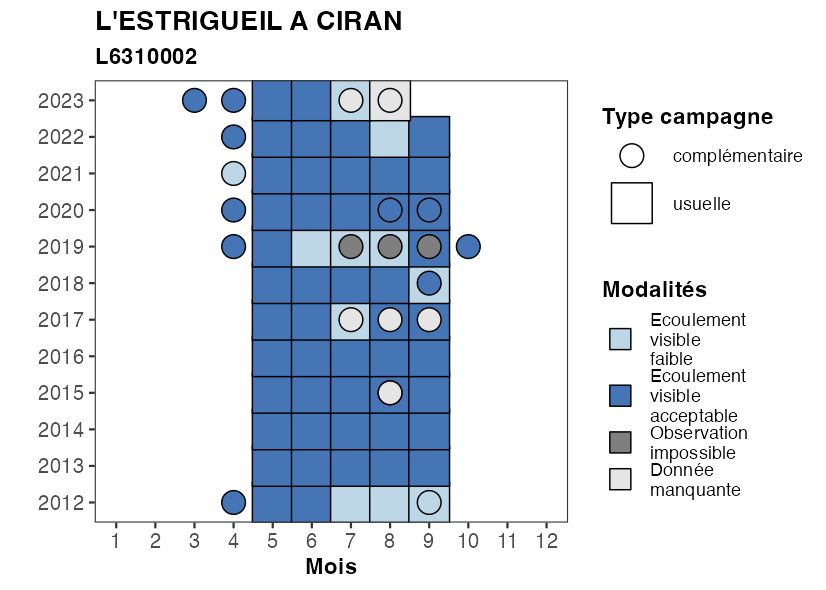 L'ESTRIGUEIL A CIRAN
L6310002
2023
2022
2021
2020
2019
2018
2017
2016
2015
2014
2013
2012
1 2 3 4 5 6 7 8 9 10 11 12
Mois
Type campagne
complémentaire
usuelle
Modalités
Ecoulement
visible
faible
Ecoulement
visible
acceptable
Observation
impossible
Donnée
manquante